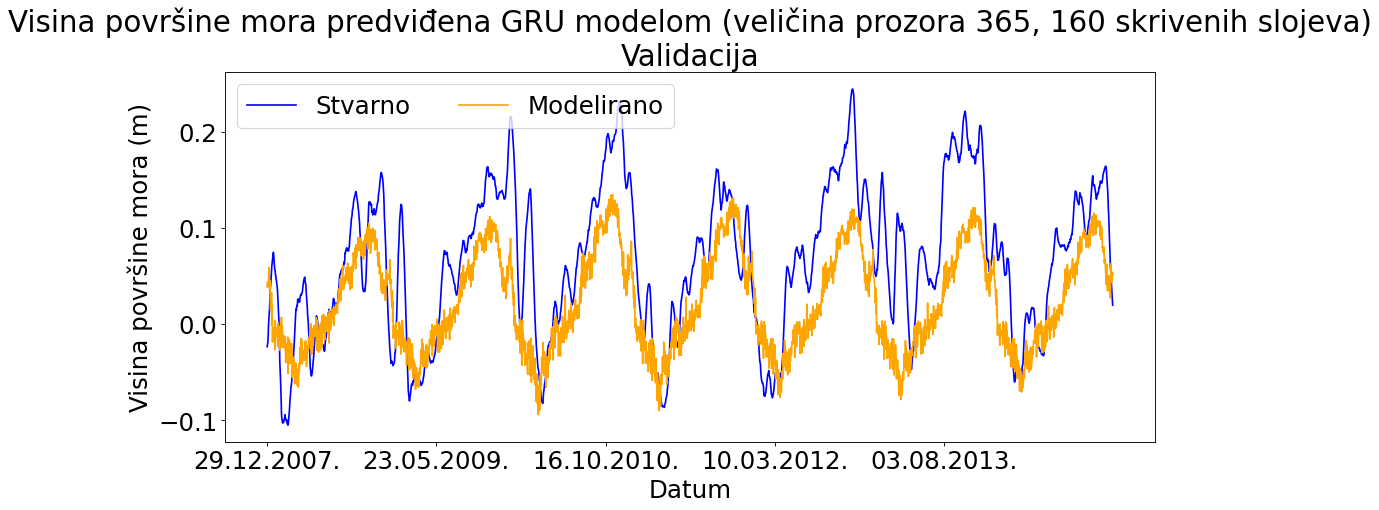 Visina površine mora predviđena GRU modelom (veličina prozora 365, 160 skrivenih slojeva)
Validacija
Stvarno Modelirano
Visina površine mora (m)
0.2
0.1
0.0
−0.1
29.12.2007. 23.05.2009. 16.10.2010. 10.03.2012. 03.08.2013.
Datum